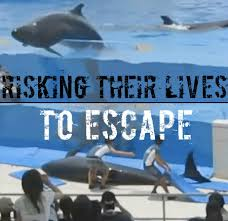 RISKING THEIR LIVES
TO ESCAPE